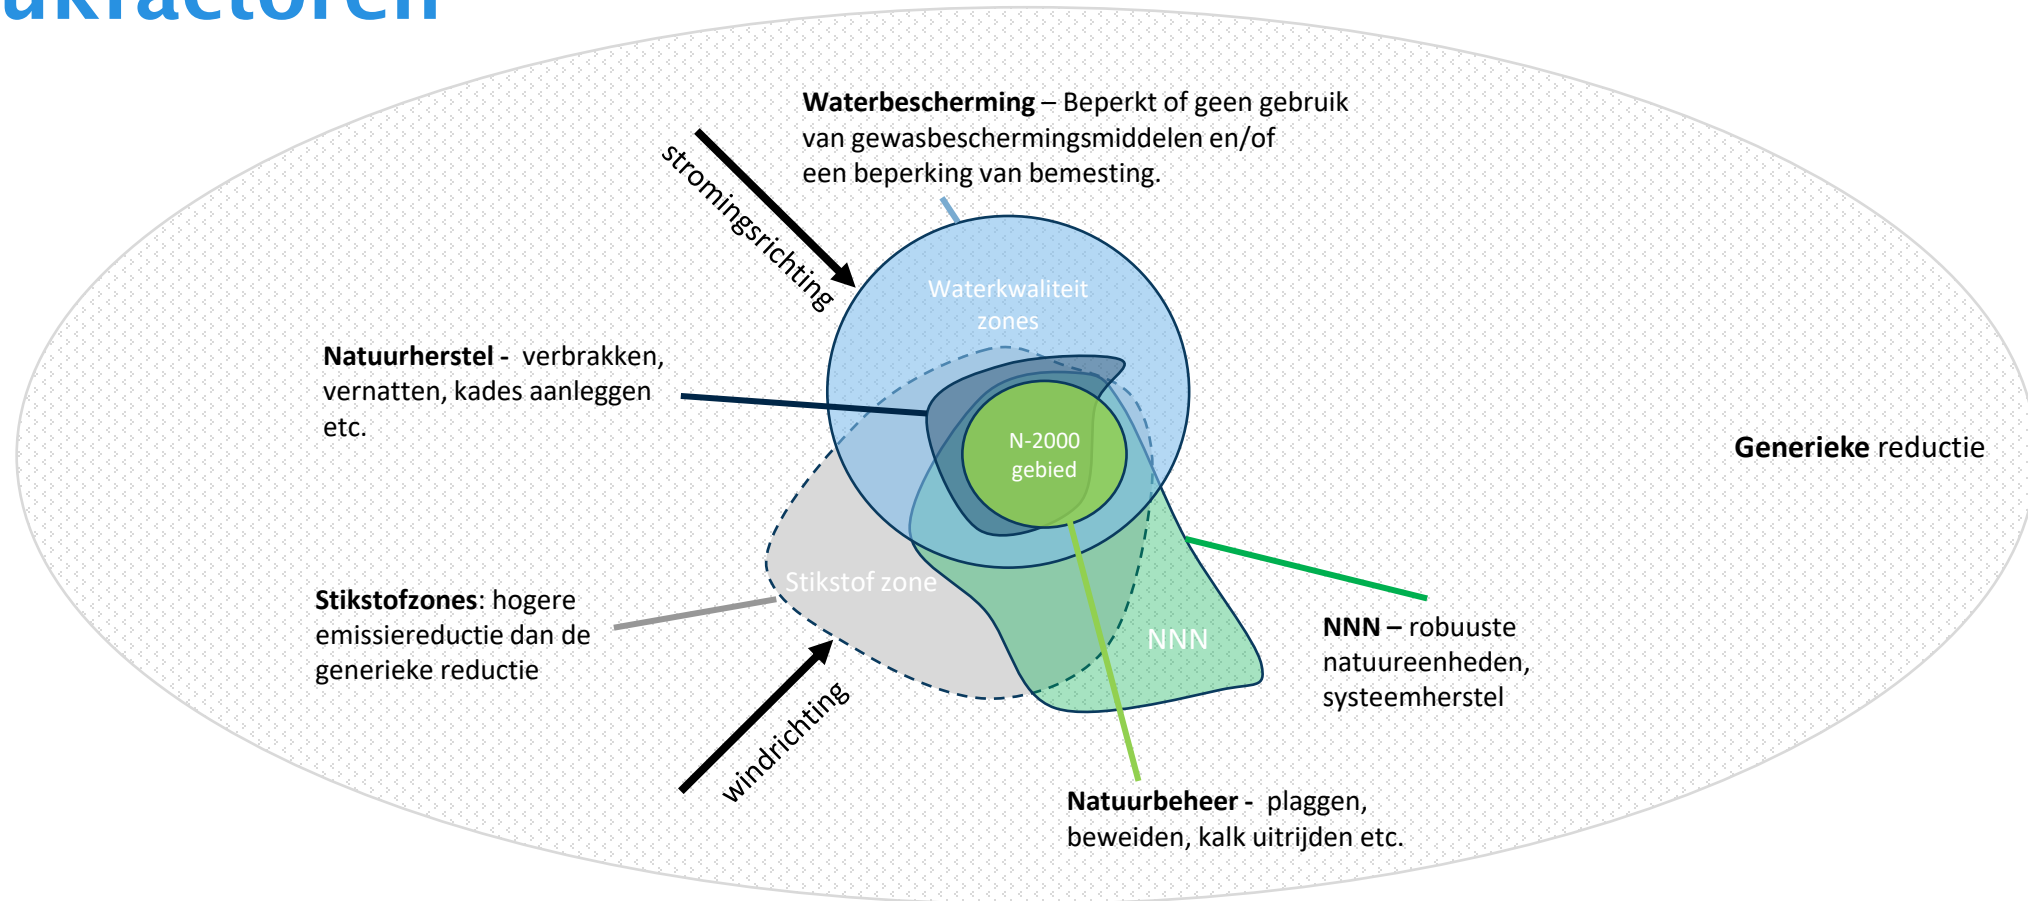 ukfactoren
Waterbescherming – Beperkt of geen gebruik
van gewasbeschermingsmiddelen en/of
een beperking van bemesting.
stromingsrichting
Waterkwaliteit
zones
Natuurherstel - verbrakken,
vernatten, kades aanleggen
etc.
N-2000
gebied
Generieke reductie
Stikstof zone
Stikstofzones: hogere
emissiereductie dan de
generieke reductie
NNN
NNN – robuuste
natuureenheden,
systeemherstel
windrichting
Natuurbeheer - plaggen,
beweiden, kalk uitrijden etc.